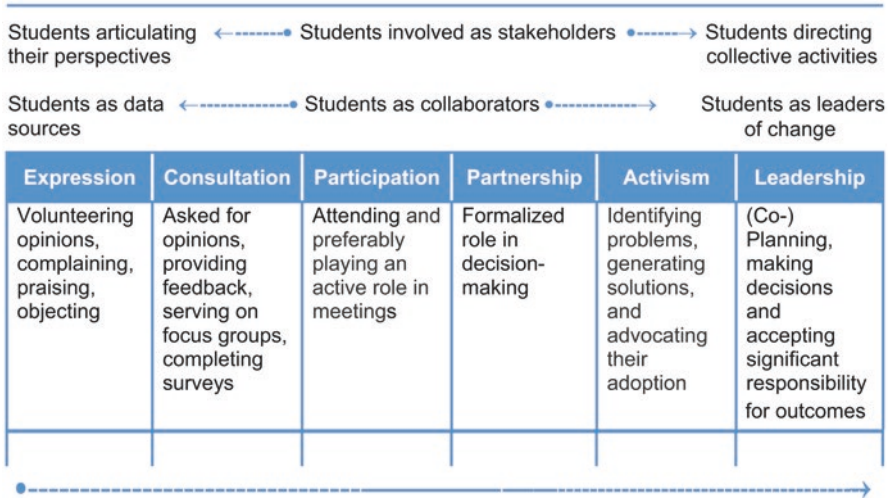 Students articulating
their perspectives
Students involved as stakeholders
Students directing
collective activities
Students as data
sources
Students as collaborators
Students as leaders
of change
Expression
Volunteering
opinions,
complaining,
praising,
objecting
Consultation
Asked for
opinions,
providing
feedback,
serving on
focus groups,
completing
surveys
Participation
Attending and
preferably
playing an
active role in
meetings
Partnership
Formalized
role in
decision-
making
Activism
Identifying
problems,
generating
solutions,
and
advocating
their
adoption
Leadership
(Co-)
Planning,
making
decisions
and
accepting
significant
responsibility
for outcomes